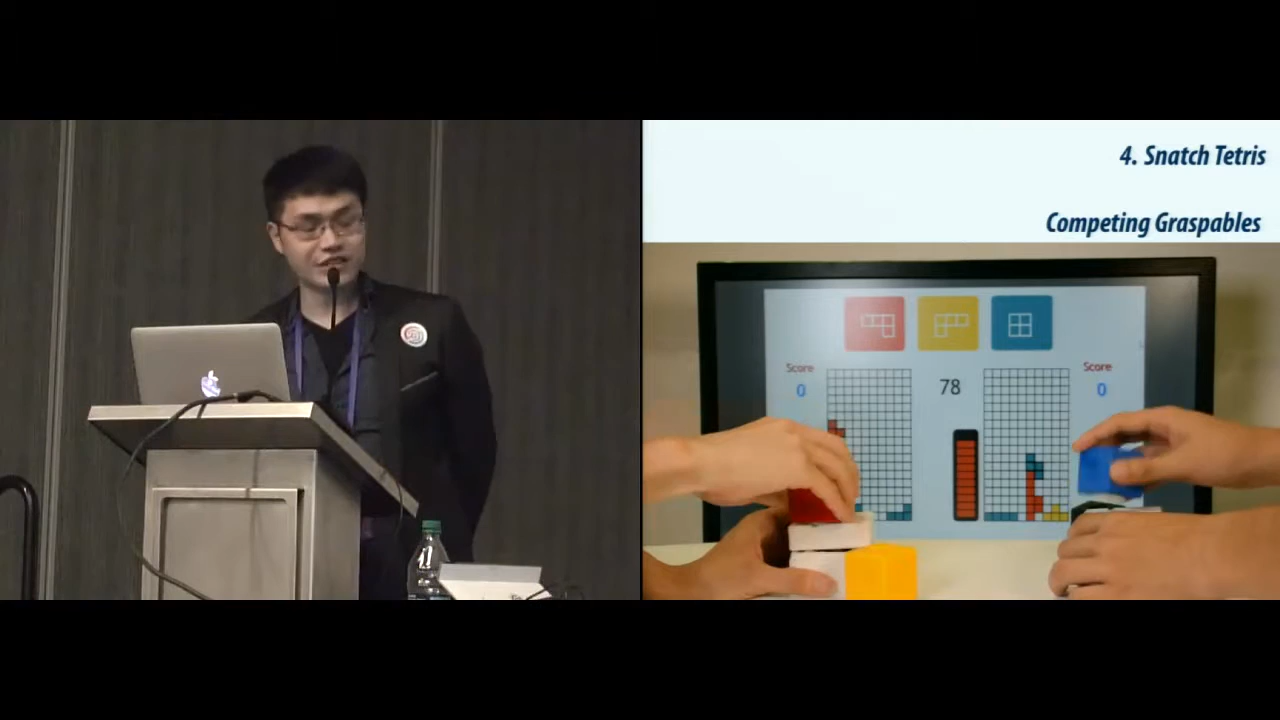 4. Snatch Tetris
Competing Graspables
Score
78
Score
0
0